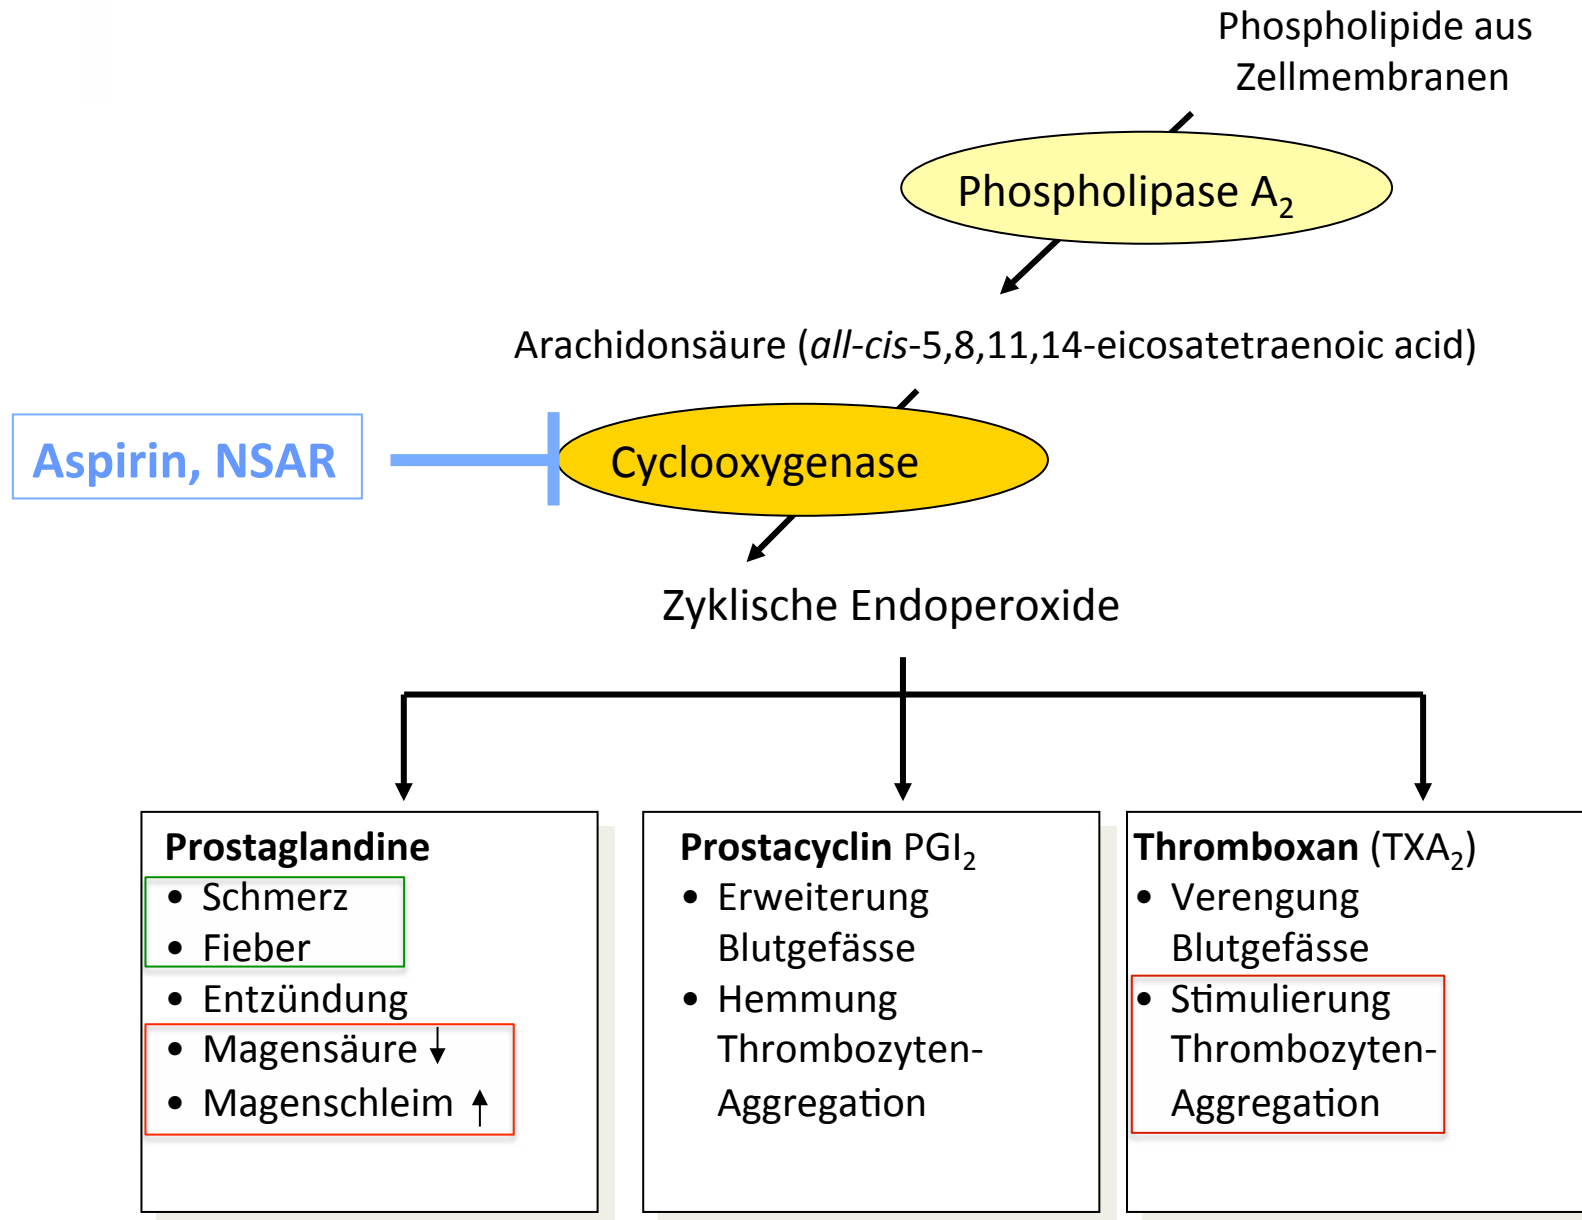 Phospholipide aus
Zellmembranen
Phospholipase A₂
Arachidonsäure (all-cis-5,8,11,14-eicosatetraenoic acid)
Aspirin, NSAR
Cyclooxygenase
Zyklische Endoperoxide
Prostaglandine
• Schmerz
• Fieber
• Entzündung
• Magensäure ↓
• Magenschleim ↑
Prostacyclin PGI₂
• Erweiterung
Blutgefässe
• Hemmung
Thrombozyten-
Aggregation
Thromboxan (TXA₂)
• Verengung
Blutgefässe
• Stimulierung
Thrombozyten-
Aggregation